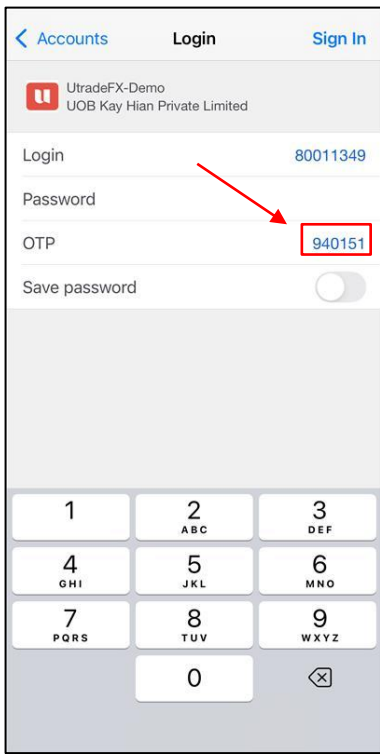 Accounts Login Sign In
u
UtradeFX-Demo
UOB Kay Hian Private Limited
Login 80011349
Password
OTP 940151
Save password
1 2 3
ABC DEF
4 5 6
GHI JKL MNO
7 8 9
PQRS TUV WXYZ
0